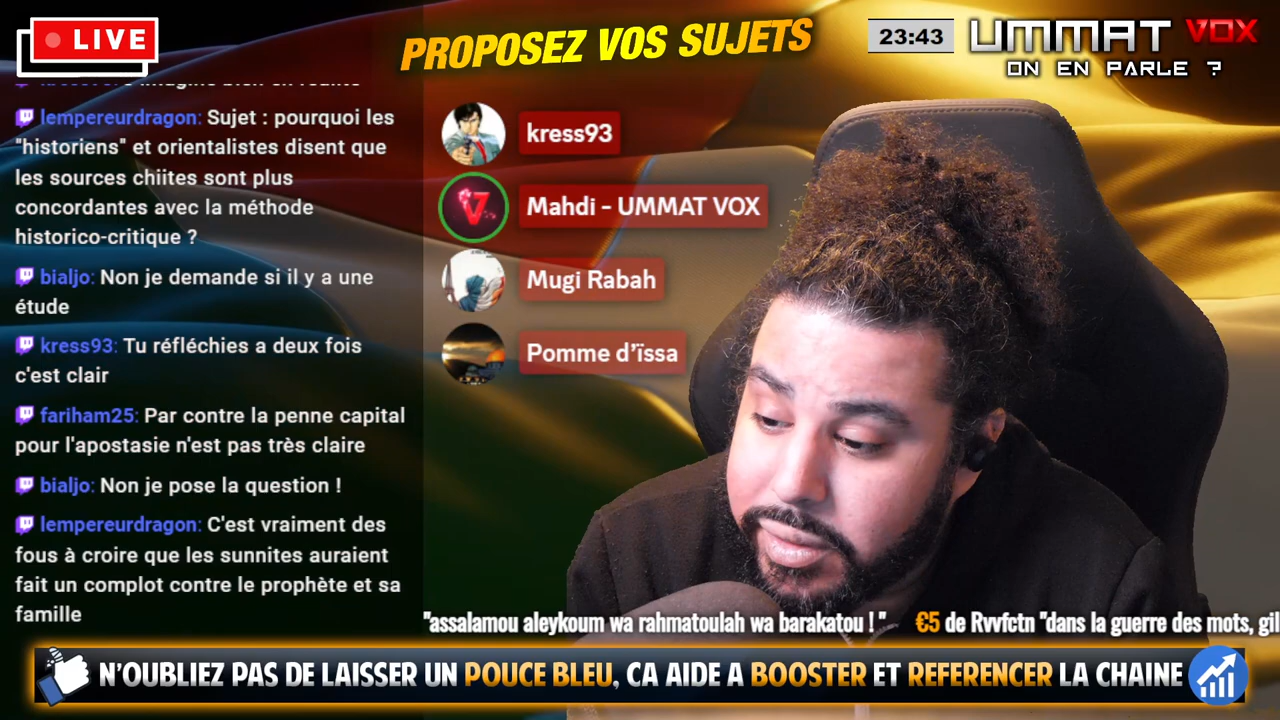 LIVE
PROPOSEZ VOS SUJETS
23:43
UMMAT VOX
ON EN PARLE ?
lempereurdragon: Sujet : pourquoi les
"historiens" et orientalistes disent que
les sources chiites sont plus
concordantes avec la méthode
historico-critique ?
bialjo: Non je demande si il y a une
étude
kress93: Tu réfléchies a deux fois
c'est clair
fariham25: Par contre la penne capital
pour l'apostasie n'est pas très claire
bialjo: Non je pose la question !
lempereurdragon: C'est vraiment des
fous à croire que les sunnites auraient
fait un complot contre le prophète et sa
famille
kress93
Mahdi - UMMAT VOX
Mugi Rabah
Pomme d'ïssa
"assalamou aleykoum wa rahmatoulah wa barakatou ! " €5 de Rvvfctn "dans la guerre des mots, gil
N'OUBLIEZ PAS DE LAISSER UN POUCE BLEU, CA AIDE A BOOSTER ET REFERENCER LA CHAINE